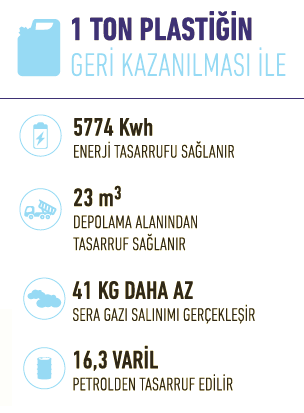 1 TON PLASTİĞİN
GERİ KAZANILMASI İLE
5774 Kwh
ENERJİ TASARRUFU SAĞLANIR
23 m³
DEPOLAMA ALANINDAN
TASARRUF SAĞLANIR
41 KG DAHA AZ
SERA GAZI SALINIMI GERÇEKLEŞİR
16,3 VARİL
PETROLDEN TASARRUF EDİLİR